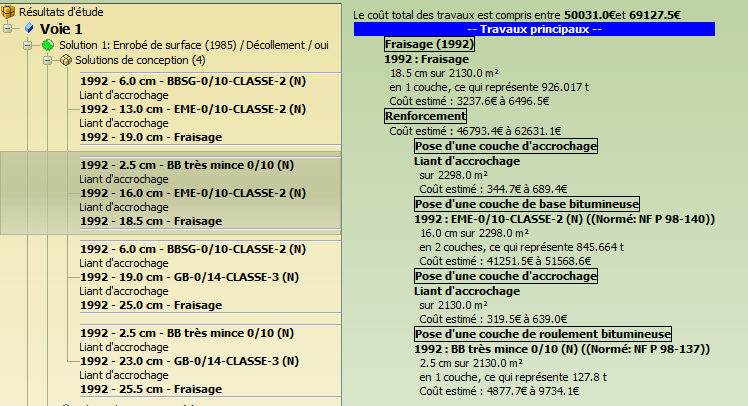 Résultats d'étude
Voie 1
Solution 1: Enrobé de surface (1985) / Décollement / oui
Solutions de conception (4)
1992 - 6.0 cm - BBSG-0/10-CLASSE-2 (N)
Liant d'accrochage
1992 - 13.0 cm - EME-0/10-CLASSE-2 (N)
Liant d'accrochage
1992 - 19.0 cm - Fraisage
1992 - 2.5 cm - BB très mince 0/10 (N)
Liant d'accrochage
1992 - 16.0 cm - EME-0/10-CLASSE-2 (N)
Liant d'accrochage
1992 - 18.5 cm - Fraisage
1992 - 6.0 cm - BBSG-0/10-CLASSE-2 (N)
Liant d'accrochage
1992 - 19.0 cm - GB-0/14-CLASSE-3 (N)
Liant d'accrochage
1992 - 25.0 cm - Fraisage
1992 - 2.5 cm - BB très mince 0/10 (N)
Liant d'accrochage
1992 - 23.0 cm - GB-0/14-CLASSE-3 (N)
Liant d'accrochage
1992 - 25.5 cm - Fraisage
Le coût total des travaux est compris entre 50031.0€et 69127.5€
-- Travaux principaux --
Fraisage (1992)
1992 : Fraisage
18.5 cm sur 2130.0 m²
en 1 couche, ce qui représente 926.017 t
Coût estimé : 3237.6€ à 6496.5€
Renforcement
Coût estimé : 46793.4€ à 62631.1€
Pose d'une couche d'accrochage
Liant d'accrochage
sur 2298.0 m²
Coût estimé : 344.7€ à 689.4€
Pose d'une couche de base bitumineuse
1992 : EME-0/10-CLASSE-2 (N) ((Normé: NF P 98-140))
16.0 cm sur 2298.0 m²
en 2 couches, ce qui représente 845.664 t
Coût estimé : 41251.5€ à 51568.6€
Pose d'une couche d'accrochage
Liant d'accrochage
sur 2130.0 m²
Coût estimé : 319.5€ à 639.0€
Pose d'une couche de roulement bitumineuse
1992 : BB très mince 0/10 (N) ((Normé: NF P 98-137))
2.5 cm sur 2130.0 m²
en 1 couche, ce qui représente 127.8 t
Coût estimé : 4877.7€ à 9734.1€